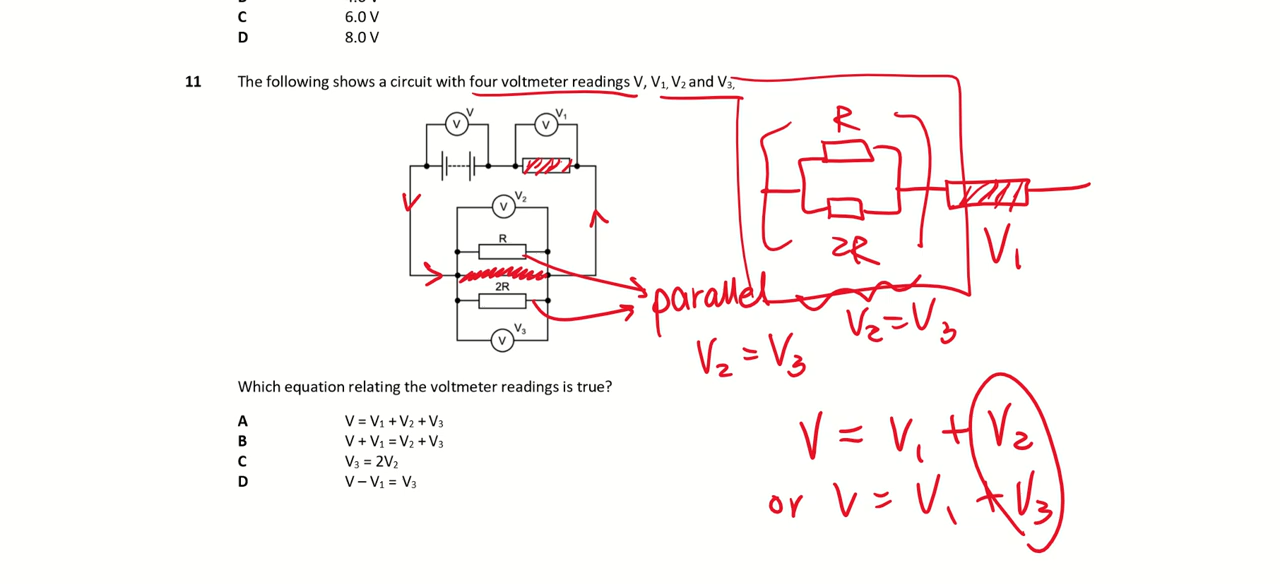 C 6.0 V
D 8.0 V
11 The following shows a circuit with four voltmeter readings V, V₁, V₂ and V₃,
V V V₁ V
V₂ V
R
2R
V₃ V
R
2R
V₁
parallel
V₂ = V₃
V₂ = V₃
Which equation relating the voltmeter readings is true?
A V = V₁ + V₂ + V₃
B V + V₁ = V₂ + V₃
C V₃ = 2V₂
D V – V₁ = V₃
V = V₁ + V₂
or V = V₁ + V₃